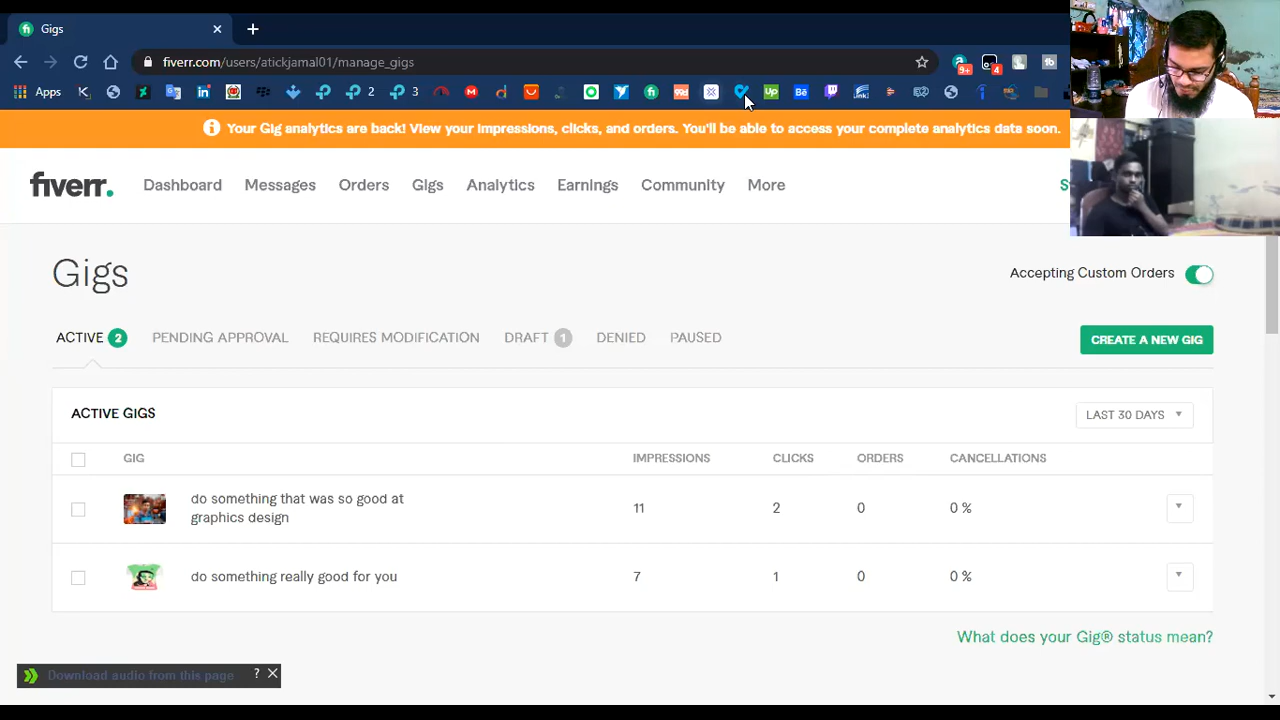 Gigs
fiverr.com/users/atickjamal01/manage_gigs
9+
4
Apps
2
3
Up
Your Gig analytics are back! View your impressions, clicks, and orders. You'll be able to access your complete analytics data soon.
fiverr.
Dashboard
Messages
Orders
Gigs
Analytics
Earnings
Community
More
S
Gigs
Accepting Custom Orders
ACTIVE 2
PENDING APPROVAL
REQUIRES MODIFICATION
DRAFT 1
DENIED
PAUSED
CREATE A NEW GIG
ACTIVE GIGS
LAST 30 DAYS
GIG
IMPRESSIONS
CLICKS
ORDERS
CANCELLATIONS
do something that was so good at
graphics design
11
2
0
0 %
do something really good for you
7
1
0
0 %
What does your Gig® status mean?
Download audio from this page
?